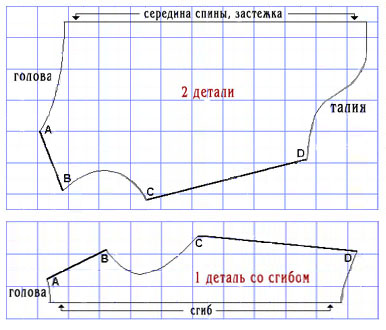 середина спины, застежка
голова
2 детали
талия
A
B
C
D
A
B
C
D
1 деталь со сгибом
голова
сгиб